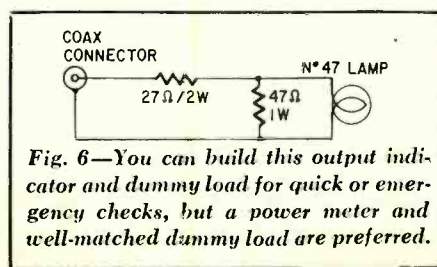 COAX
CONNECTOR
Nº 47 LAMP
27Ω/2W
47Ω
1W
Fig. 6—You can build this output indi-
cator and dummy load for quick or emer-
gency checks, but a power meter and
well-matched dummy load are preferred.